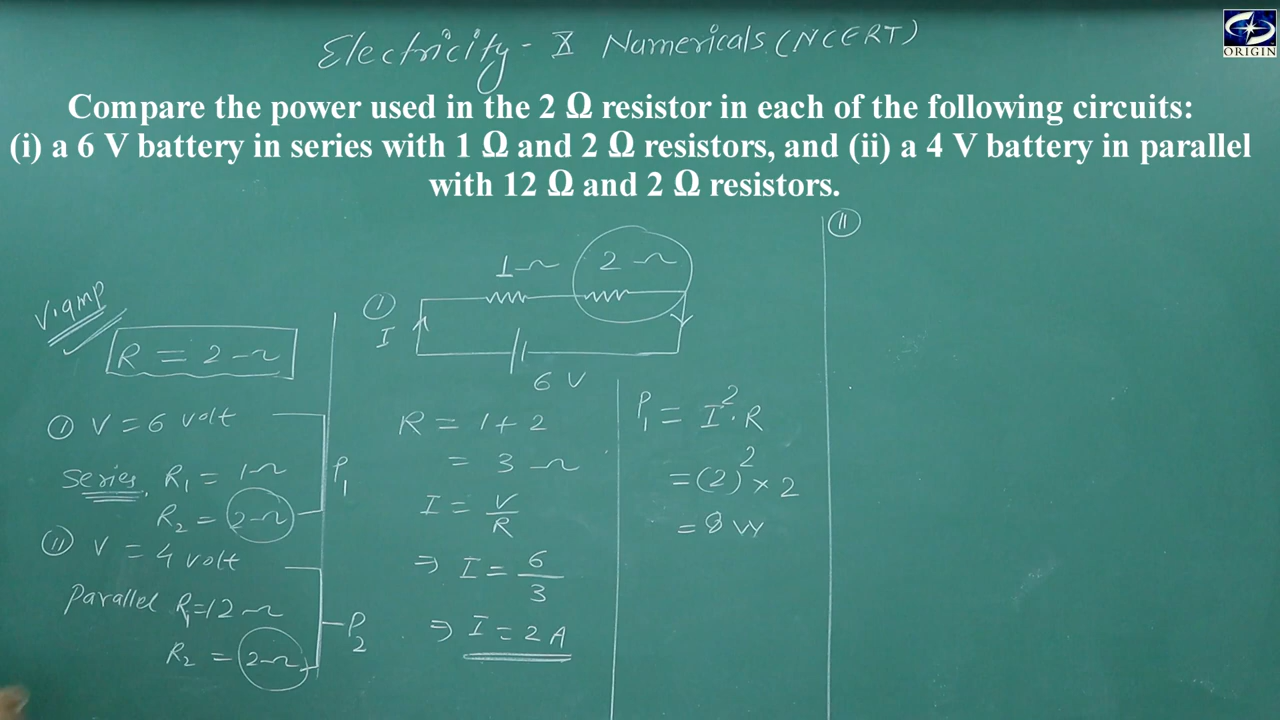 Electricity - X Numericals (NCERT)
ORIGIN
Compare the power used in the 2 Ω resistor in each of the following circuits:
(i) a 6 V battery in series with 1 Ω and 2 Ω resistors, and (ii) a 4 V battery in parallel
with 12 Ω and 2 Ω resistors.
V.Imp
R = 2 Ω
(i) V = 6 volt
Series, R₁ = 1 Ω
R₂ = 2 Ω
P₁
(ii) V = 4 volt
Parallel R₁ = 12 Ω
R₂ = 2 Ω
P₂
(i)
1 Ω
2 Ω
I
6 V
R = 1 + 2
= 3 Ω
I = V/R
⇒ I = 6/3
⇒ I = 2 A
P₁ = I² · R
= (2)² × 2
= 8 W
(ii)